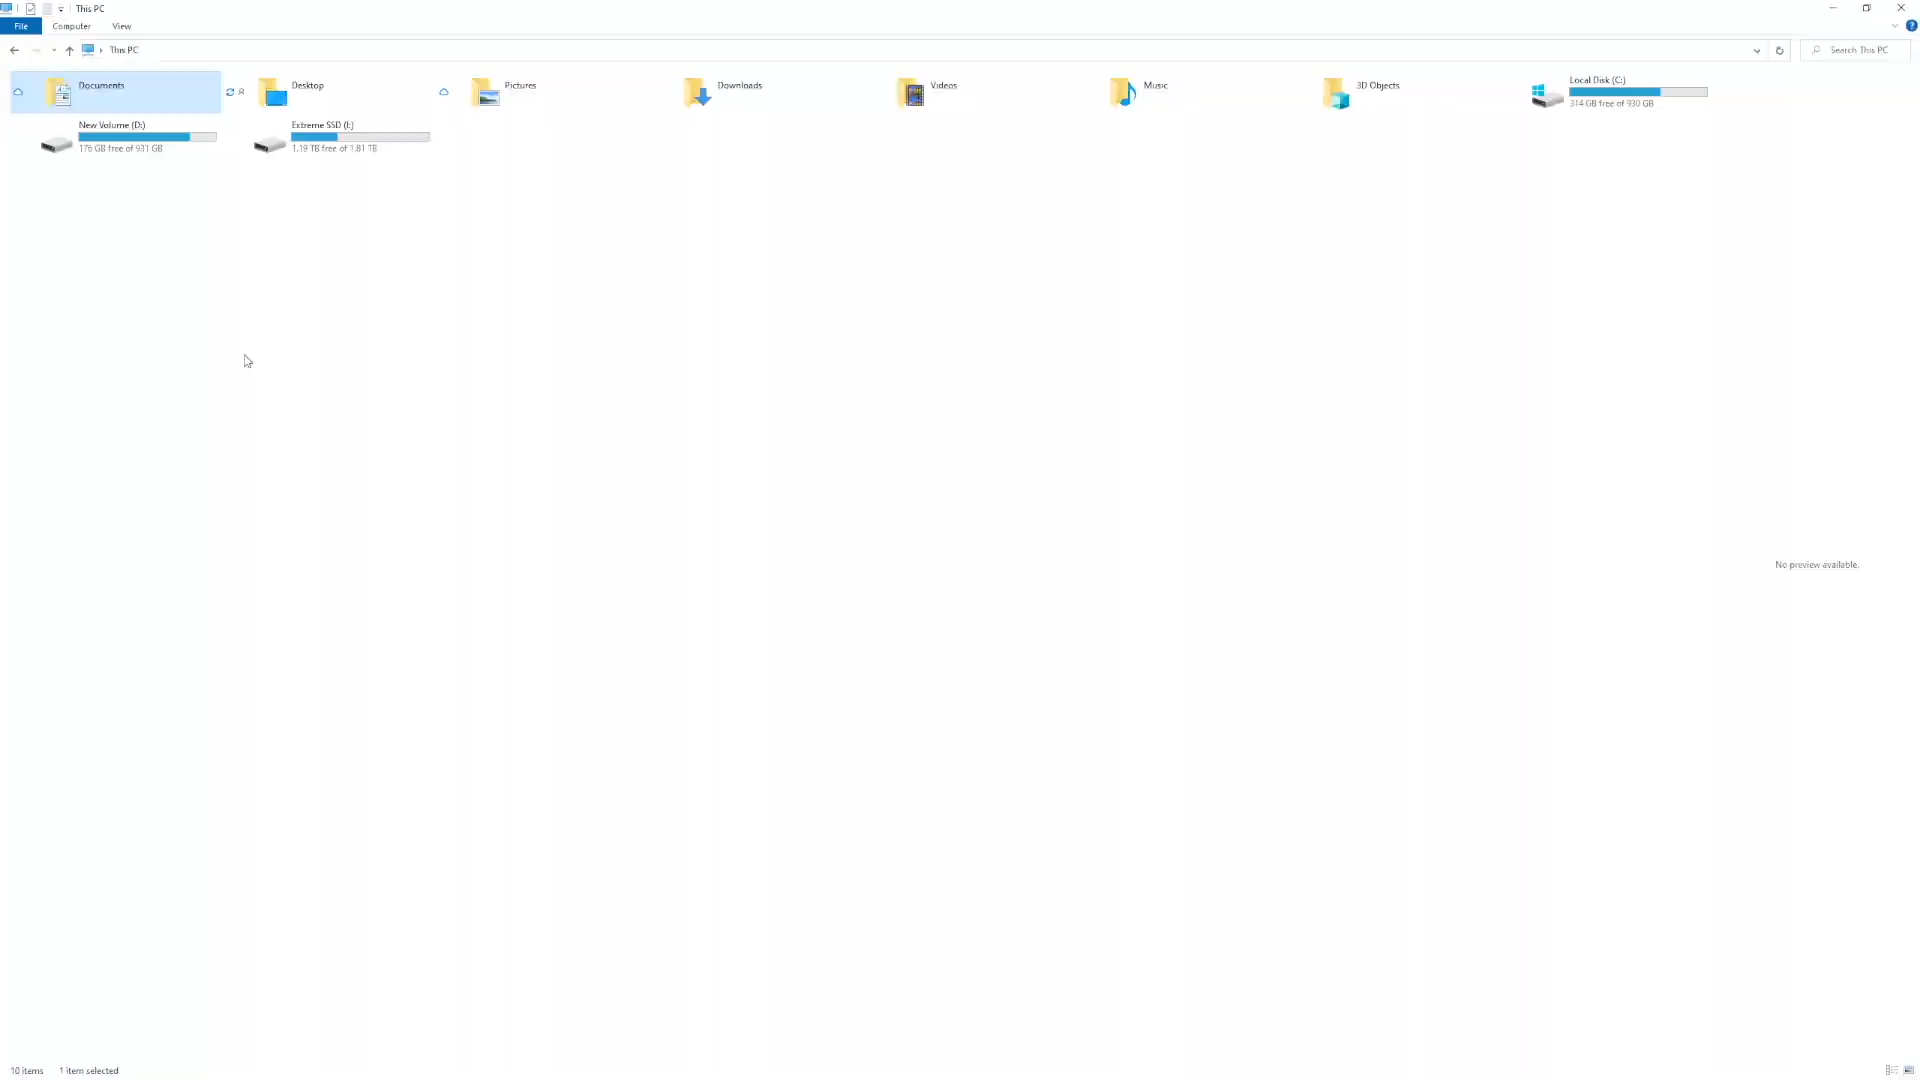 This PC
File Computer View
This PC
Search This PC
Documents
Desktop
Pictures
Downloads
Videos
Music
3D Objects
Local Disk (C:)
314 GB free of 930 GB
New Volume (D:)
176 GB free of 931 GB
Extreme SSD (E:)
1.19 TB free of 1.81 TB
No preview available.
10 items 1 item selected